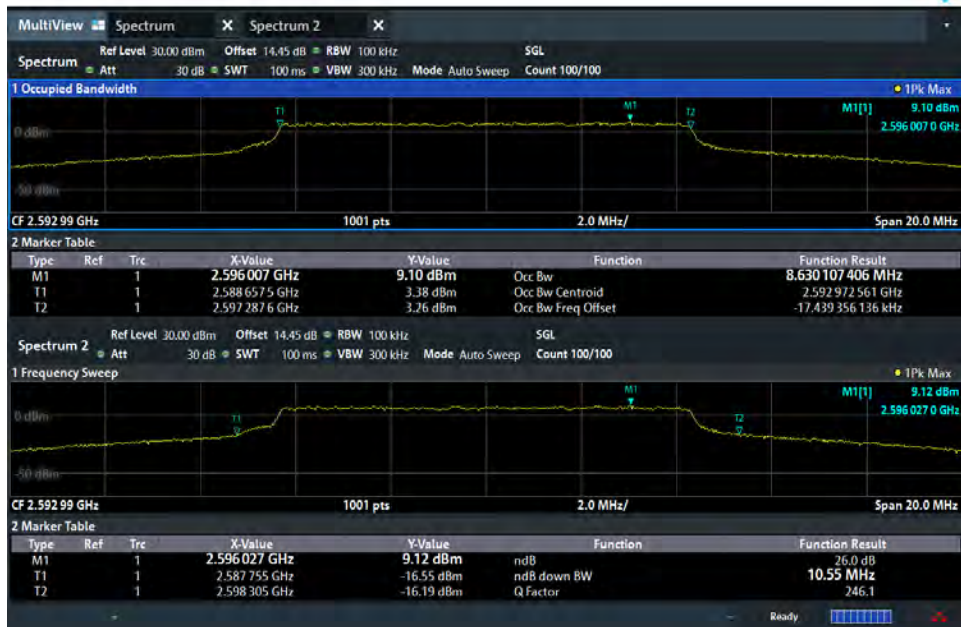 MultiView Spectrum X Spectrum 2 X
Ref Level 30.00 dBm Offset 14.45 dB RBW 100 kHz SGL
Spectrum Att 30 dB SWT 100 ms VBW 300 kHz Mode Auto Sweep Count 100/100
1 Occupied Bandwidth 1Pk Max
T1 M1 T2 M1[1] 9.10 dBm
0 dBm 2.596 007 0 GHz
-50 dBm
CF 2.592 99 GHz 1001 pts 2.0 MHz/ Span 20.0 MHz
2 Marker Table
Type Ref Trc X-Value Y-Value Function Function Result
M1 1 2.596 007 GHz 9.10 dBm Occ Bw 8.630 107 406 MHz
T1 1 2.588 657 5 GHz 3.38 dBm Occ Bw Centroid 2.592 972 561 GHz
T2 1 2.597 287 6 GHz 3.26 dBm Occ Bw Freq Offset -17.439 356 136 kHz
Ref Level 30.00 dBm Offset 14.45 dB RBW 100 kHz SGL
Spectrum 2 Att 30 dB SWT 100 ms VBW 300 kHz Mode Auto Sweep Count 100/100
1 Frequency Sweep 1Pk Max
M1 M1[1] 9.12 dBm
0 dBm T1 T2 2.596 027 0 GHz
-50 dBm
CF 2.592 99 GHz 1001 pts 2.0 MHz/ Span 20.0 MHz
2 Marker Table
Type Ref Trc X-Value Y-Value Function Function Result
M1 1 2.596 027 GHz 9.12 dBm ndB 26.0 dB
T1 1 2.587 755 GHz -16.55 dBm ndB down BW 10.55 MHz
T2 1 2.598 305 GHz -16.19 dBm Q Factor 246.1
Ready